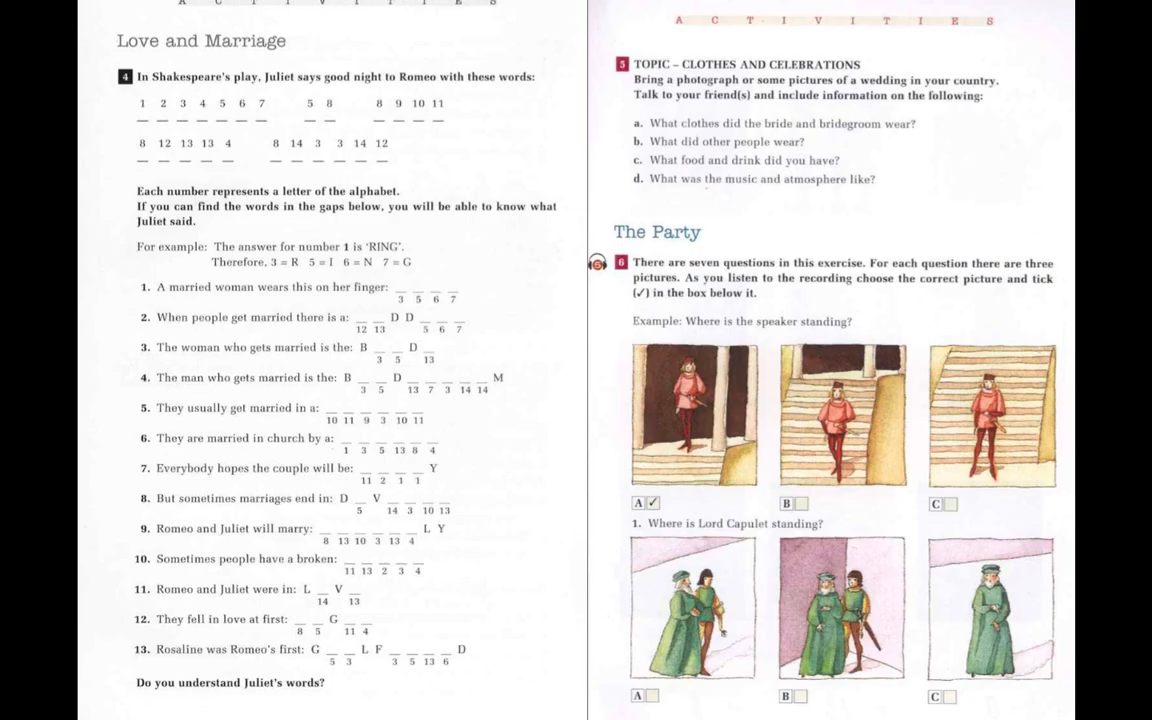 A C T I V I T I E S
Love and Marriage
4 In Shakespeare's play, Juliet says good night to Romeo with these words:
1 2 3 4 5 6 7 5 8 8 9 10 11
_ _ _ _ _ _ _ _ _ _ _ _ _
8 12 13 13 4 8 14 3 3 14 12
_ _ _ _ _ _ _ _ _ _ _
Each number represents a letter of the alphabet.
If you can find the words in the gaps below, you will be able to know what
Juliet said.
For example: The answer for number 1 is 'RING'.
Therefore, 3 = R 5 = I 6 = N 7 = G
1. A married woman wears this on her finger: _ _ _ _
3 5 6 7
2. When people get married there is a: _ _ D D _ _ _
12 13 5 6 7
3. The woman who gets married is the: B _ _ D _
3 5 13
4. The man who gets married is the: B _ _ D _ _ _ _ _ M
3 5 13 7 3 14 14
5. They usually get married in a: _ _ _ _ _ _
10 11 9 3 10 11
6. They are married in church by a: _ _ _ _ _ _
1 3 5 13 8 4
7. Everybody hopes the couple will be: _ _ _ _ Y
11 2 1 1
8. But sometimes marriages end in: D _ V _ _ _ _
5 14 3 10 13
9. Romeo and Juliet will marry: _ _ _ _ _ _ L Y
8 13 10 3 13 4
10. Sometimes people have a broken: _ _ _ _ _
11 13 2 3 4
11. Romeo and Juliet were in: L _ V _
14 13
12. They fell in love at first: _ _ G _ _
8 5 11 4
13. Rosaline was Romeo's first: G _ _ L F _ _ _ _ D
5 3 3 5 13 6
Do you understand Juliet's words?
A C T I V I T I E S
5 TOPIC – CLOTHES AND CELEBRATIONS
Bring a photograph or some pictures of a wedding in your country.
Talk to your friend(s) and include information on the following:
a. What clothes did the bride and bridegroom wear?
b. What did other people wear?
c. What food and drink did you have?
d. What was the music and atmosphere like?
The Party
5 6 There are seven questions in this exercise. For each question there are three
pictures. As you listen to the recording choose the correct picture and tick
(✓) in the box below it.
Example: Where is the speaker standing?
A ✓ B C
1. Where is Lord Capulet standing?
A B C